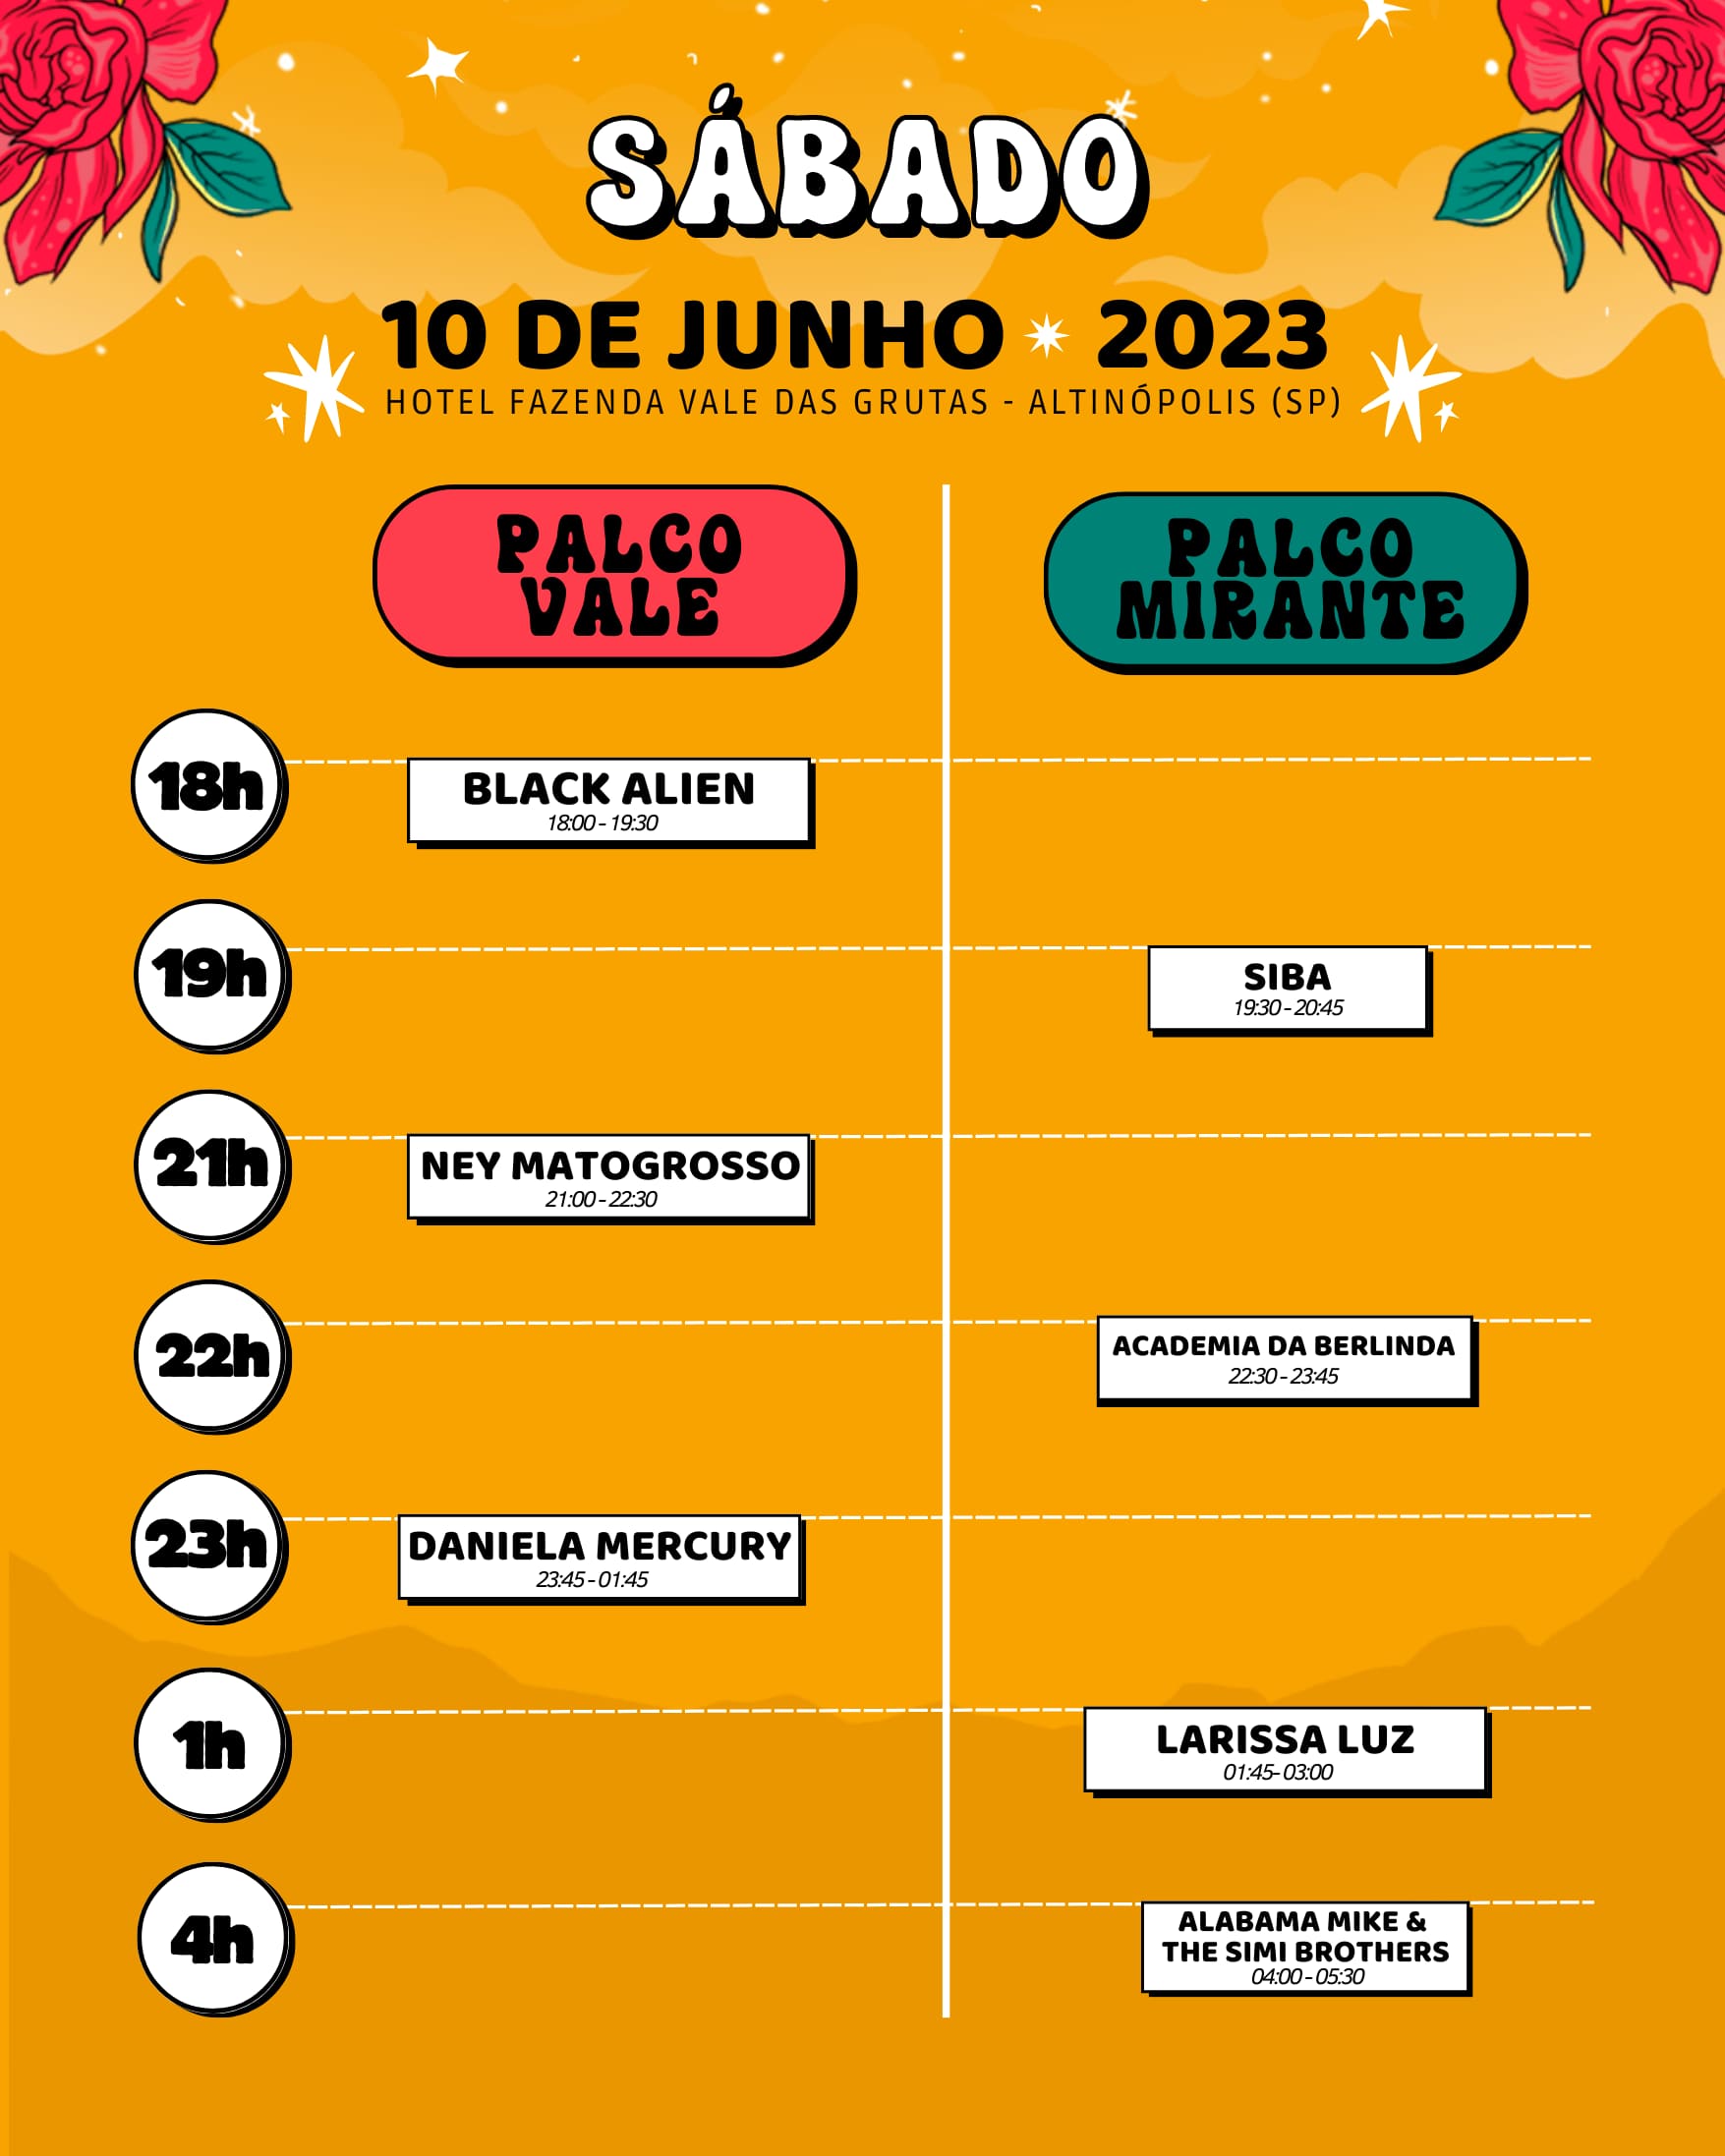 SÁBADO
10 DE JUNHO 2023
HOTEL FAZENDA VALE DAS GRUTAS - ALTINÓPOLIS (SP)
PALCO
VALE
PALCO
MIRANTE
18h
BLACK ALIEN
18:00 - 19:30
19h
SIBA
19:30 - 20:45
21h
NEY MATOGROSSO
21:00 - 22:30
22h
ACADEMIA DA BERLINDA
22:30 - 23:45
23h
DANIELA MERCURY
23:45 - 01:45
1h
LARISSA LUZ
01:45- 03:00
4h
ALABAMA MIKE &
THE SIMI BROTHERS
04:00 - 05:30